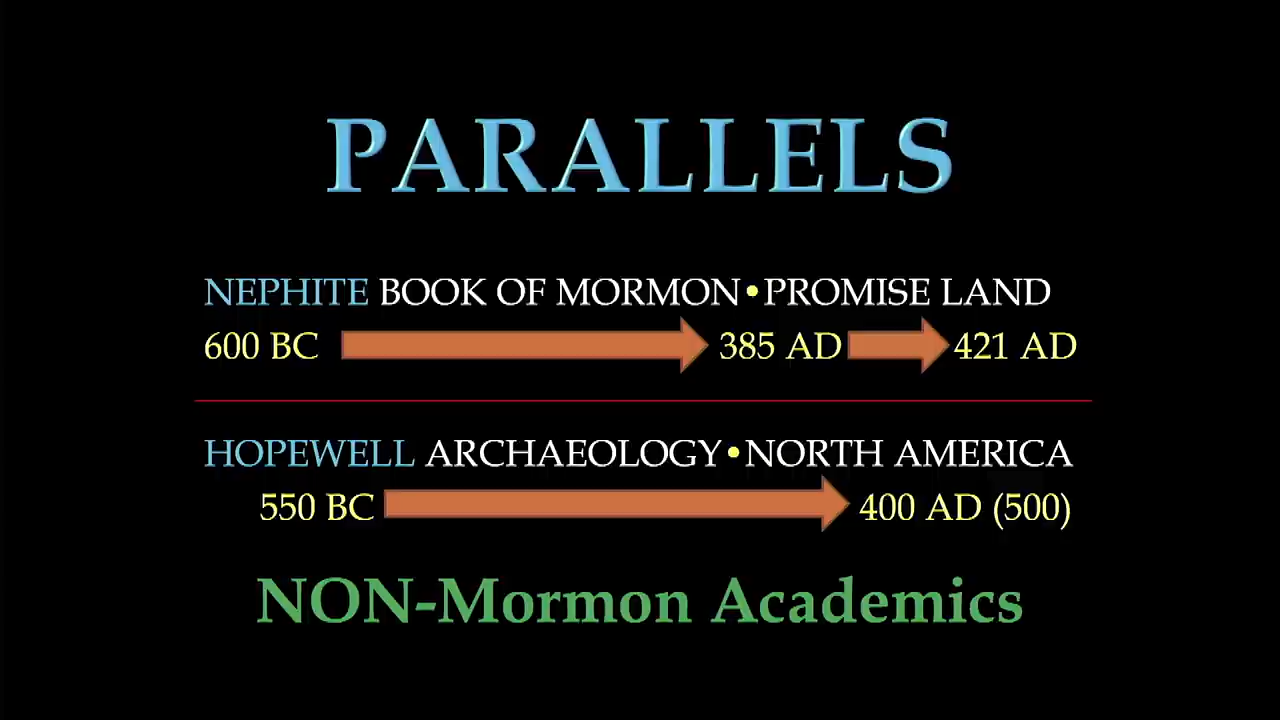 PARALLELS
NEPHITE BOOK OF MORMON•PROMISE LAND
600 BC 385 AD 421 AD
HOPEWELL ARCHAEOLOGY•NORTH AMERICA
550 BC 400 AD (500)
NON-Mormon Academics